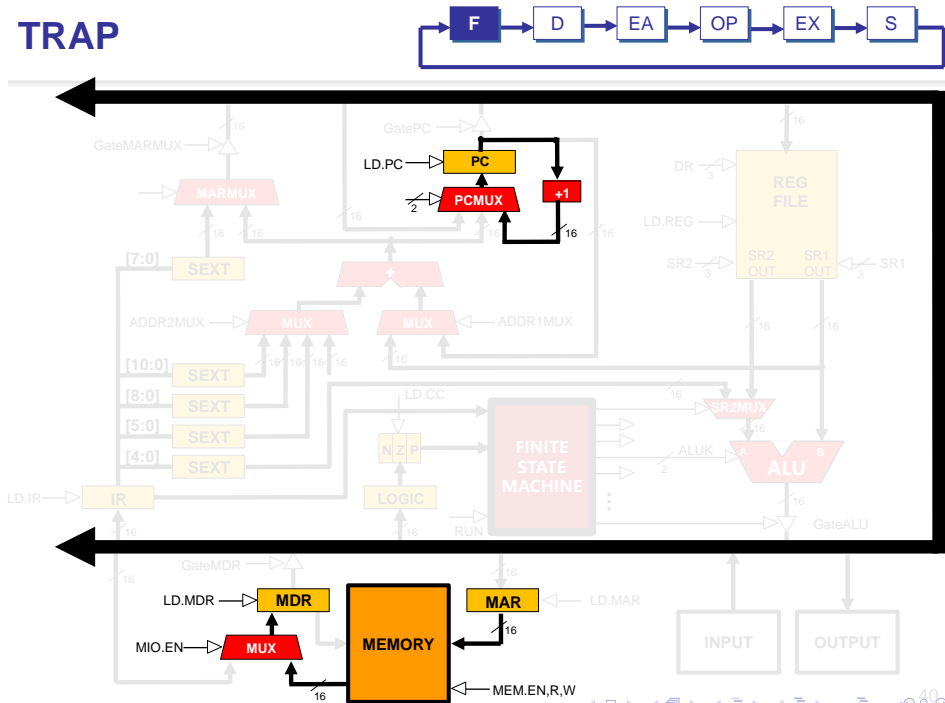 TRAP
F D EA OP EX S
16 16
GatePC
GateMARMUX
LD.PC PC DR 3
MARMUX 2 PCMUX +1 REG FILE
LD.REG
16 16 16 16 16
[7:0] SEXT SR2 3 SR2 OUT SR1 OUT 3 SR1
+
ADDR2MUX MUX MUX ADDR1MUX 16 16
[10:0] SEXT 16 16 16 16 16 16
[8:0] SEXT LD.CC 16 SR2MUX
[5:0] SEXT 16
N Z P FINITE STATE MACHINE ALUK 2 A B ALU
[4:0] SEXT
LD.IR IR LOGIC 16
16 16 RUN GateALU
GateMDR 16 16
LD.MDR MDR MAR LD.MAR
16
MIO.EN MUX MEMORY INPUT OUTPUT
16 MEM.EN,R,W
40